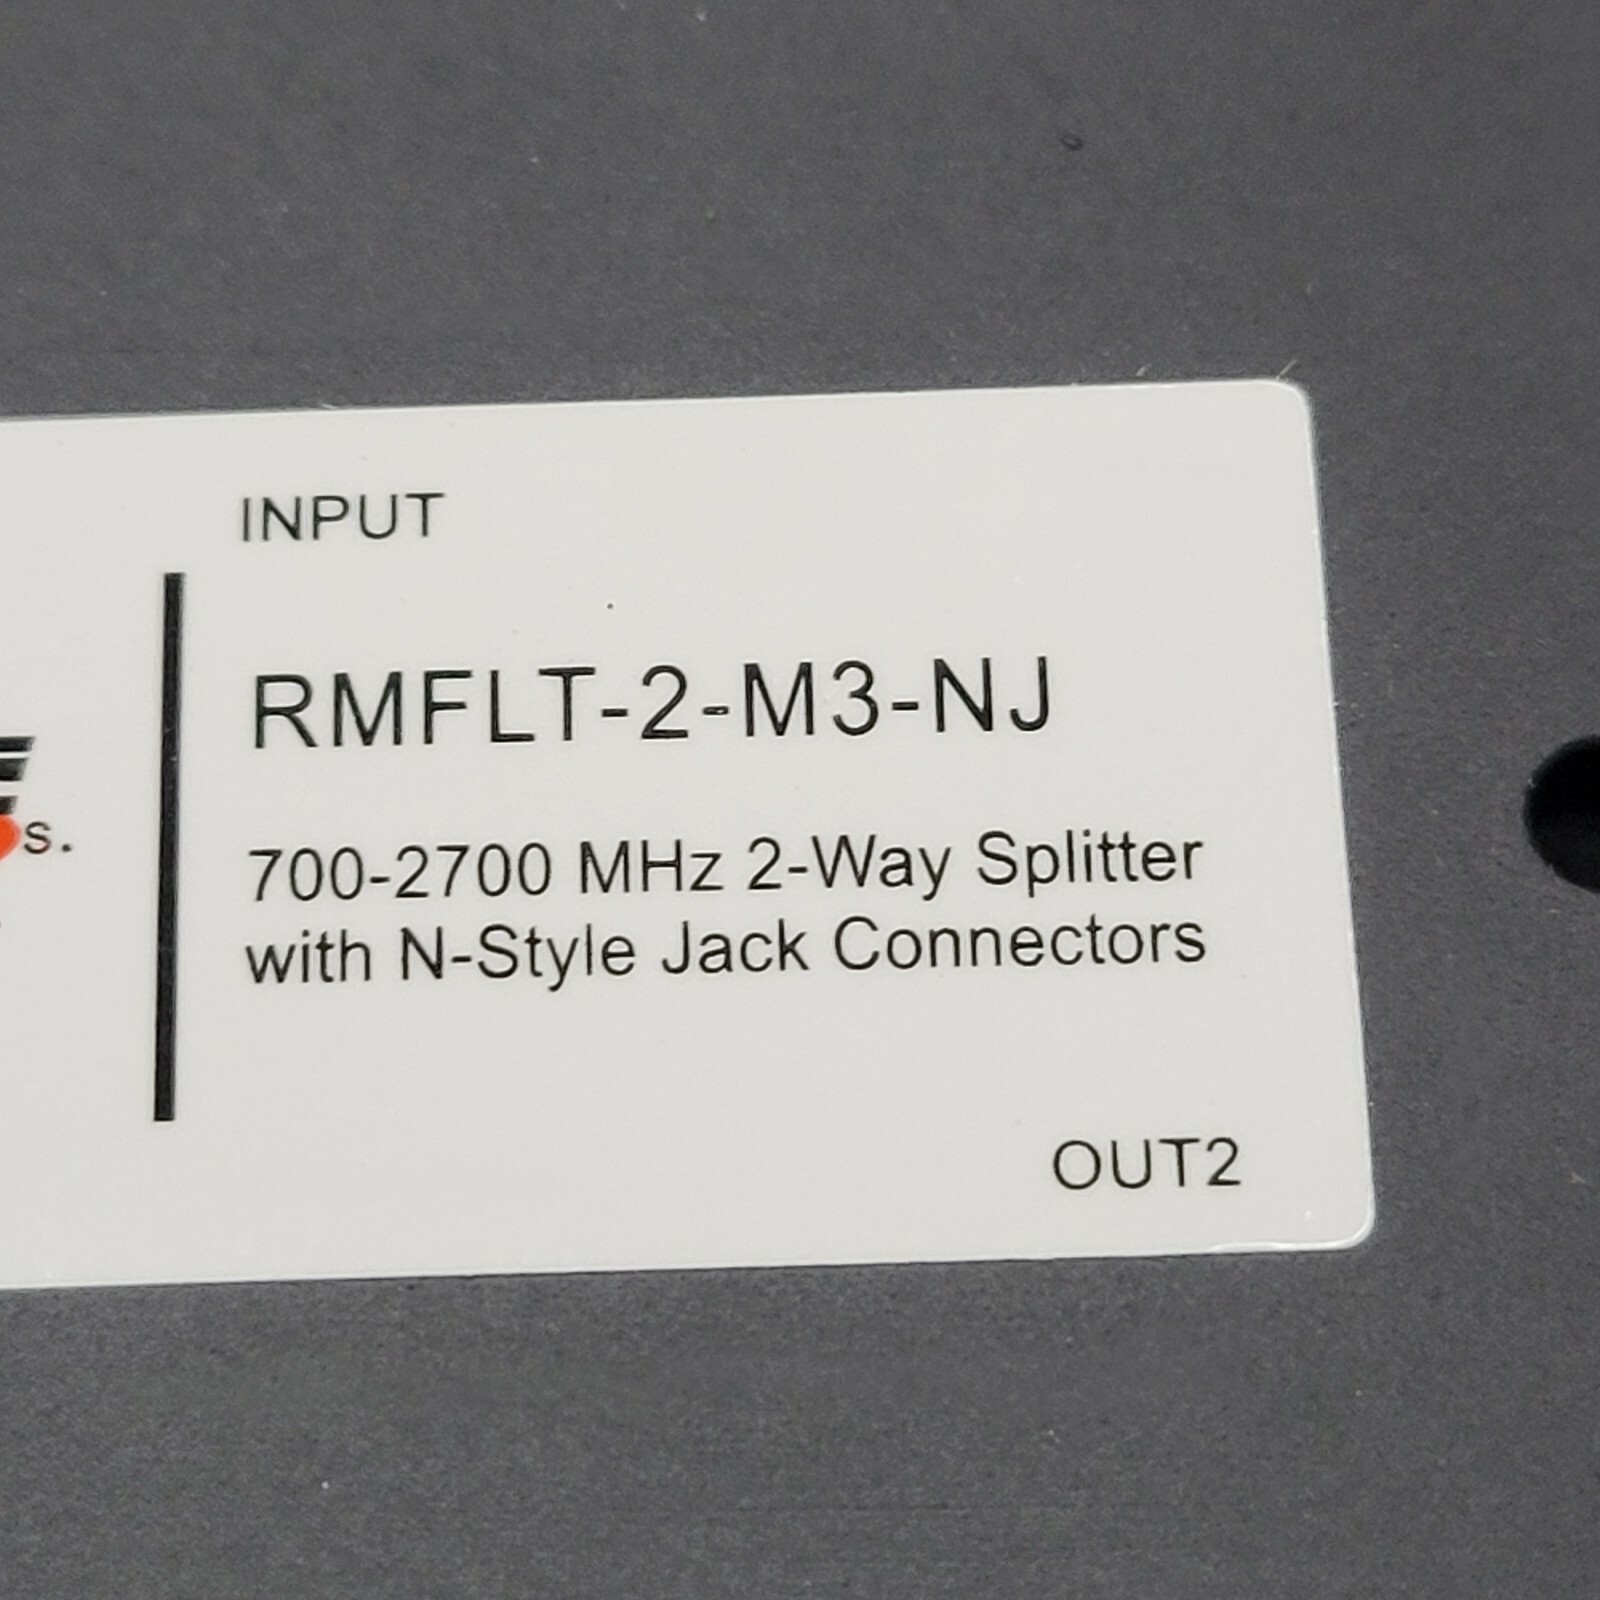 INPUT
RMFLT-2-M3-NJ
s.
700-2700 MHz 2-Way Splitter
with N-Style Jack Connectors
OUT2